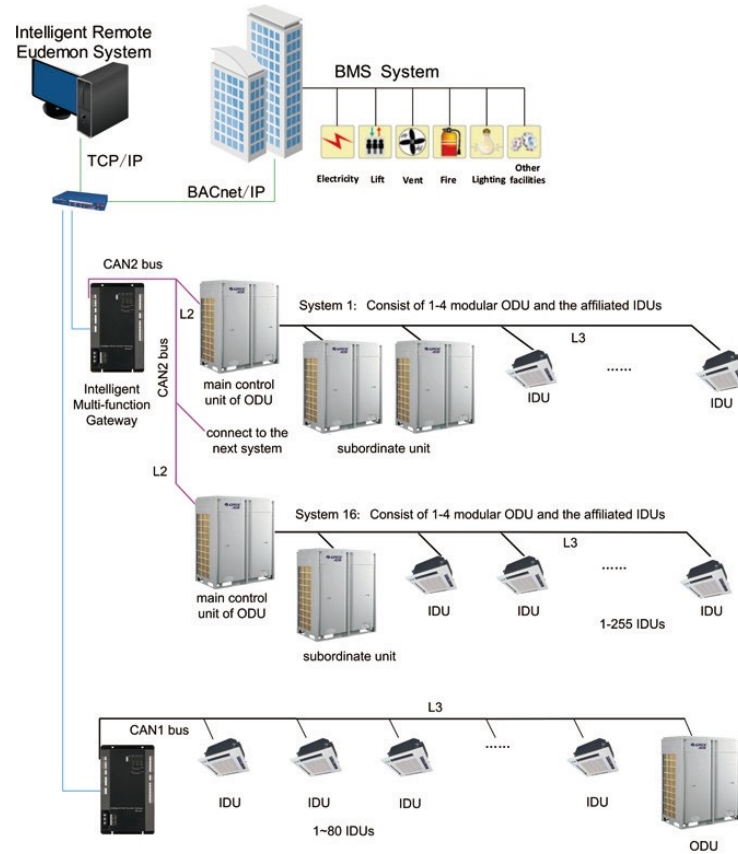 Intelligent Remote
Eudemon System
BMS System
TCP/IP
BACnet/IP
Electricity
Lift
Vent
Fire
Lighting
Other
facilities
CAN2 bus
L2
CAN2 bus
Intelligent
Multi-function
Gateway
main control
unit of ODU
System 1: Consist of 1-4 modular ODU and the affiliated IDUs
L3
......
IDU
IDU
subordinate unit
connect to the
next system
L2
System 16: Consist of 1-4 modular ODU and the affiliated IDUs
L3
......
main control
unit of ODU
IDU
IDU
IDU
1-255 IDUs
subordinate unit
L3
CAN1 bus
......
IDU
IDU
IDU
IDU
1~80 IDUs
ODU